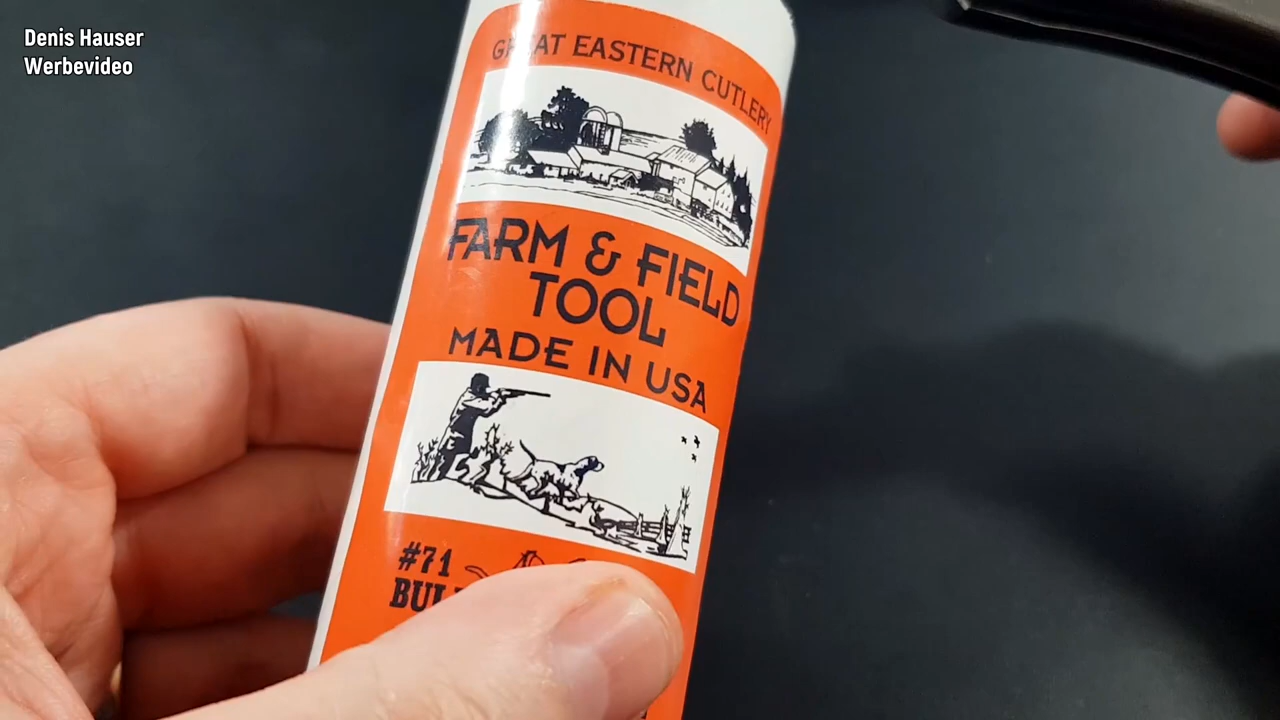 Denis Hauser
Werbevideo
GREAT EASTERN CUTLERY
FARM & FIELD
TOOL
MADE IN USA
#71